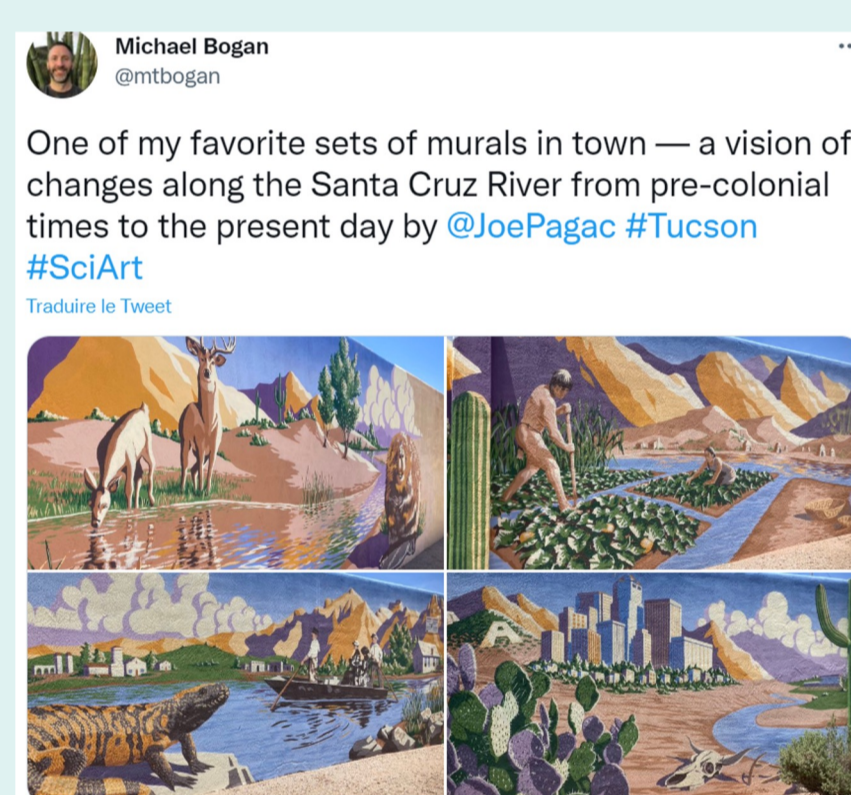 Michael Bogan
@mtbogan
One of my favorite sets of murals in town — a vision of
changes along the Santa Cruz River from pre-colonial
times to the present day by @JoePagac #Tucson
#SciArt
Traduire le Tweet
A